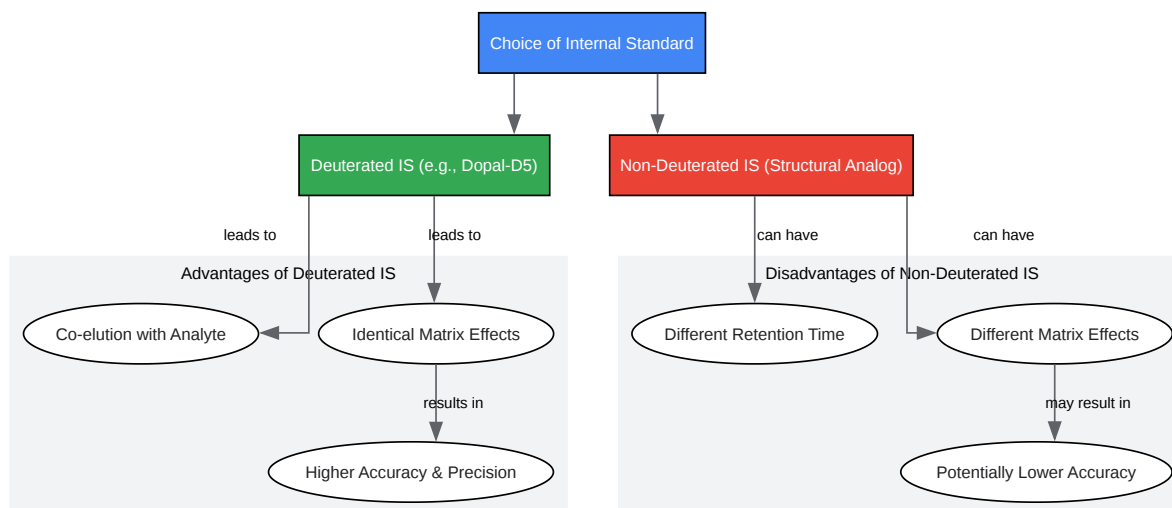 Choice of Internal Standard
Deuterated IS (e.g., Dopal-D5)
Non-Deuterated IS (Structural Analog)
leads to
leads to
can have
can have
Advantages of Deuterated IS
Disadvantages of Non-Deuterated IS
Co-elution with Analyte
Identical Matrix Effects
Different Retention Time
Different Matrix Effects
results in
may result in
Higher Accuracy & Precision
Potentially Lower Accuracy